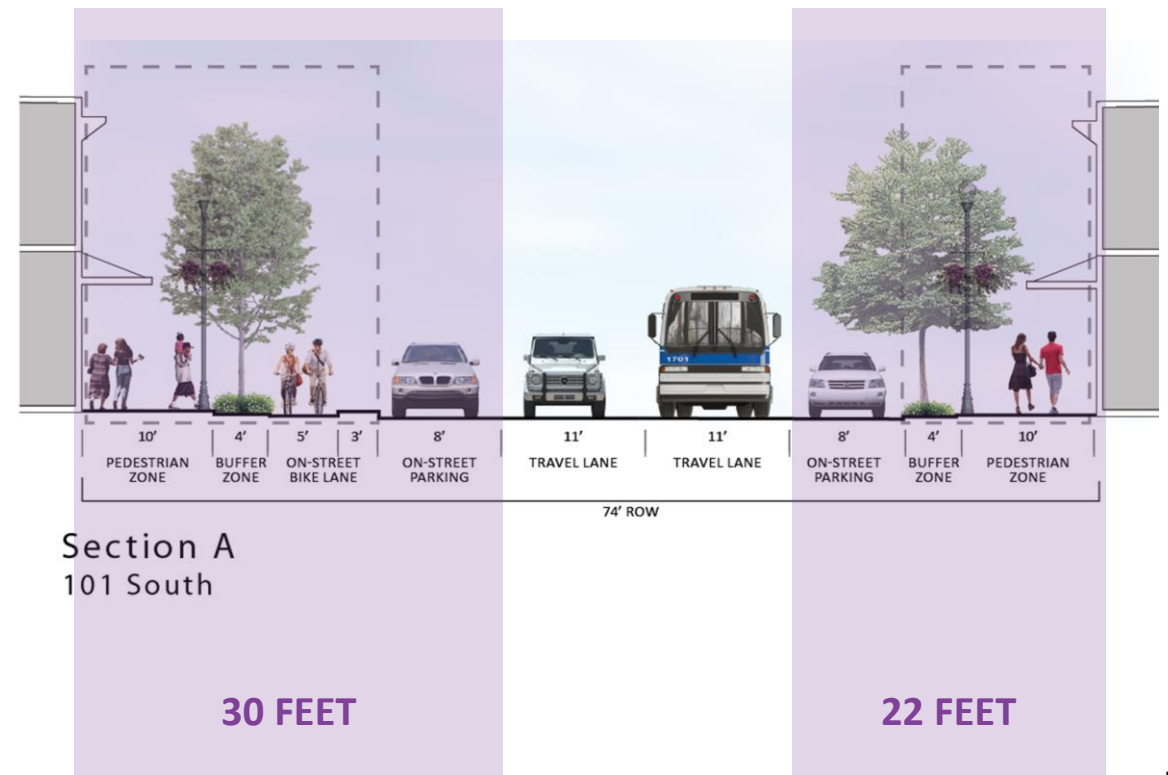 1701
10’ 4’ 5’ 3’ 8’ 11’ 11’ 8’ 4’ 10’
PEDESTRIAN
ZONE
BUFFER
ZONE
ON-STREET
BIKE LANE
ON-STREET
PARKING
TRAVEL LANE
TRAVEL LANE
ON-STREET
PARKING
BUFFER
ZONE
PEDESTRIAN
ZONE
74’ ROW
Section A
101 South
30 FEET
22 FEET